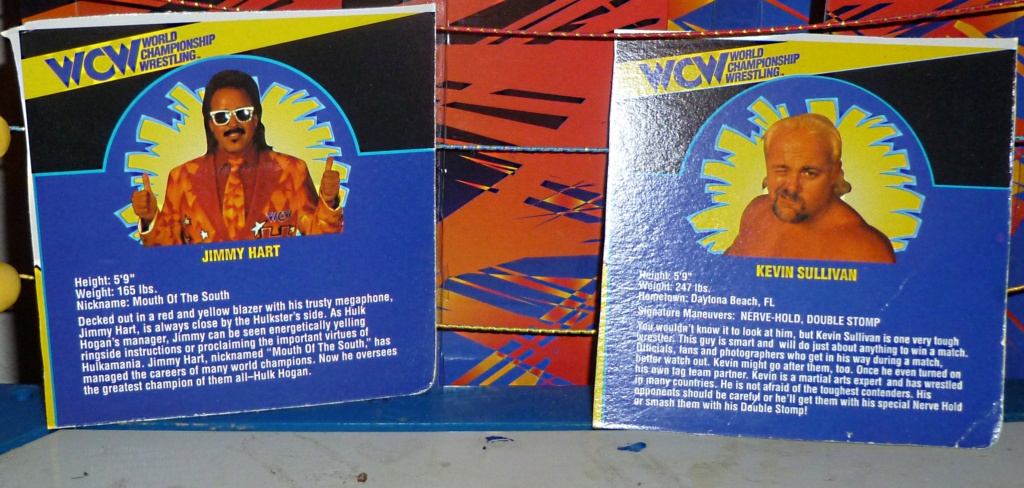 WCW WORLD
CHAMPIONSHIP
WRESTLING™
JIMMY HART
Height: 5'9"
Weight: 165 lbs.
Nickname: Mouth Of The South
Decked out in a red and yellow blazer with his trusty megaphone,
Jimmy Hart, is always close by the Hulkster's side. As Hulk
Hogan's manager, Jimmy can be seen energetically yelling
ringside instructions or proclaiming the important virtues of
Hulkamania. Jimmy Hart, nicknamed "Mouth Of The South," has
managed the careers of many world champions. Now he oversees
the greatest champion of them all–Hulk Hogan.
WCW
WCW WORLD
CHAMPIONSHIP
WRESTLING™
KEVIN SULLIVAN
Height: 5'9"
Weight: 247 lbs.
Hometown: Daytona Beach, FL
Signature Maneuvers: NERVE-HOLD, DOUBLE STOMP
You wouldn't know it to look at him, but Kevin Sullivan is one very tough
wrestler. This guy is smart and will do just about anything to win a match.
Officials, fans and photographers who get in his way during a match,
better watch out. Kevin might go after them, too. Once he even turned on
his own tag team partner. Kevin is a martial arts expert and has wrestled
in many countries. He is not afraid of the toughest contenders. His
opponents should be careful or he'll get them with his special Nerve Hold
or smash them with his Double Stomp!